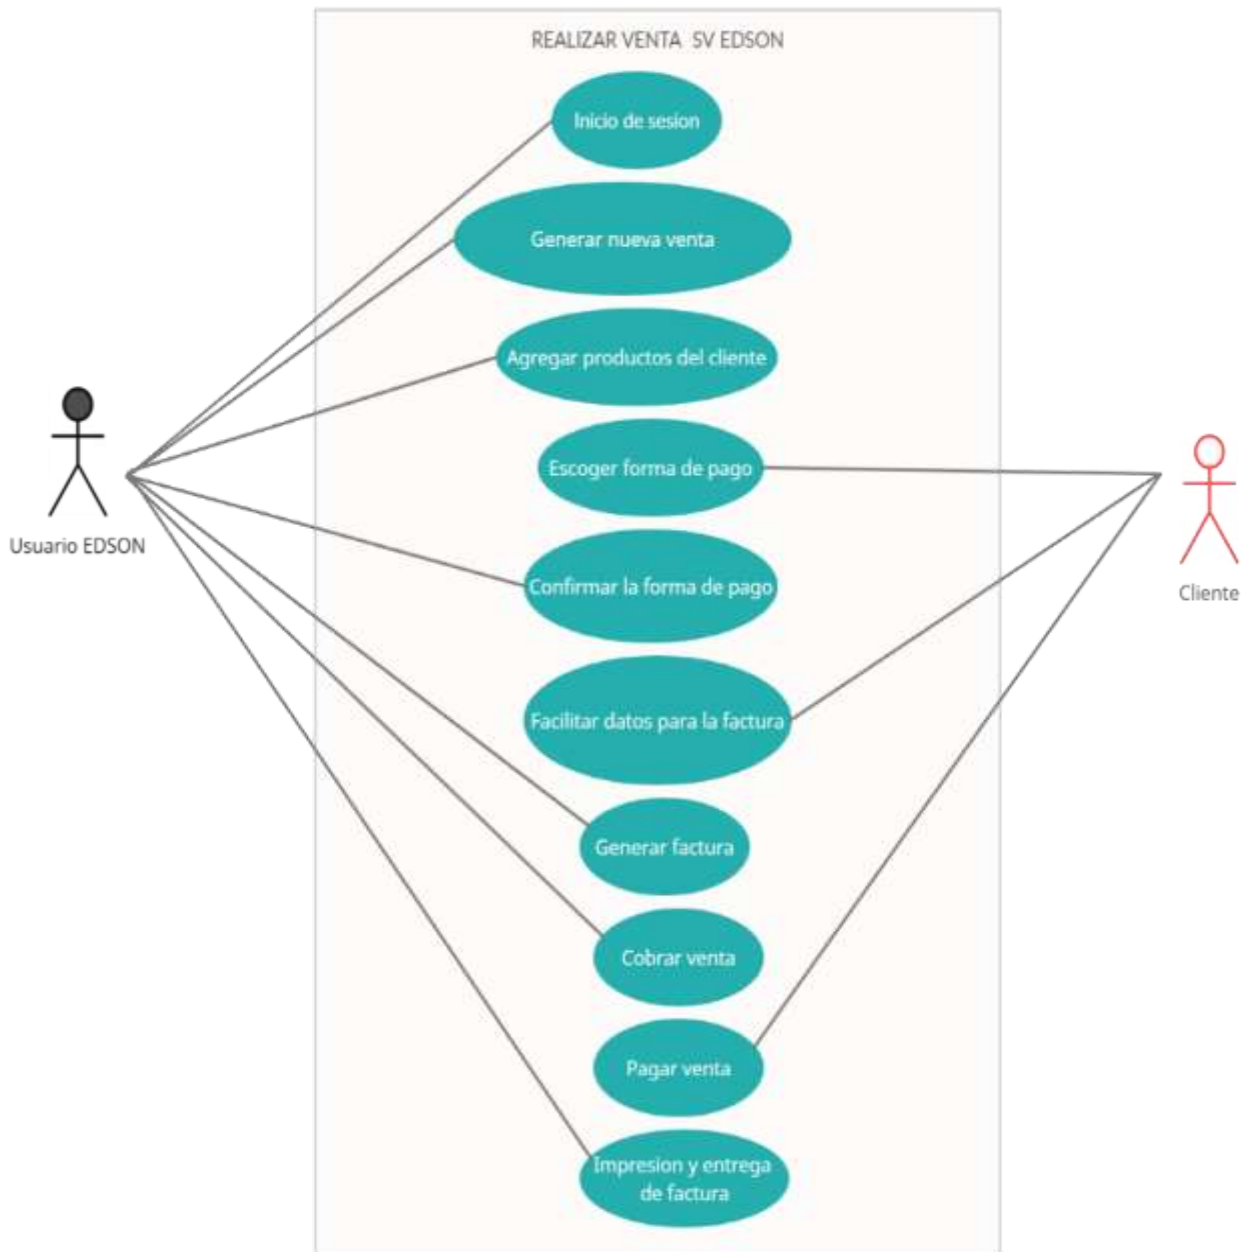 REALIZAR VENTA SV EDSON
Inicio de sesion
Generar nueva venta
Agregar productos del cliente
Escoger forma de pago
Usuario EDSON
Confirmar la forma de pago
Cliente
Facilitar datos para la factura
Generar factura
Cobrar venta
Pagar venta
Impresion y entrega
de factura